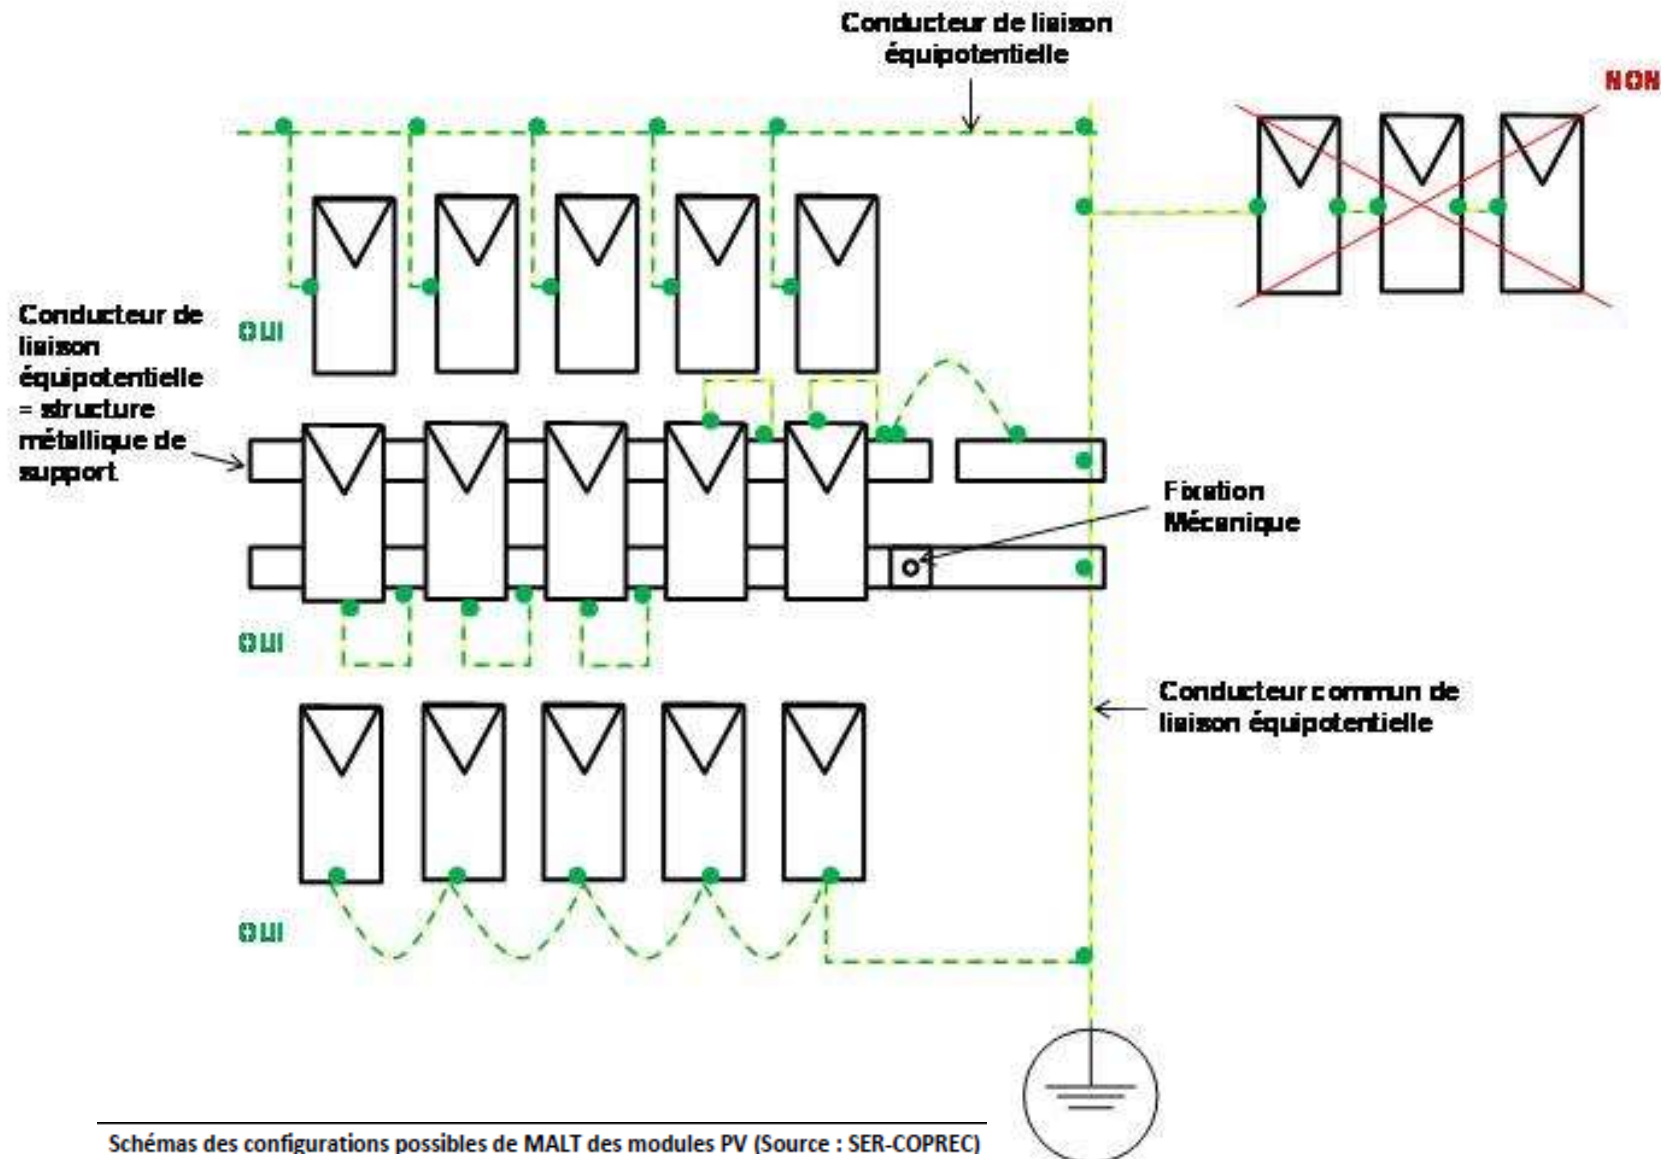 Conducteur de liaison
équipotentielle
NON
Conducteur de
liaison
équipotentielle
= structure
métallique de
support
OUI
Fixation
Mécanique
OUI
Conducteur commun de
liaison équipotentielle
OUI
Schémas des configurations possibles de MALT des modules PV (Source : SER-COPREC)